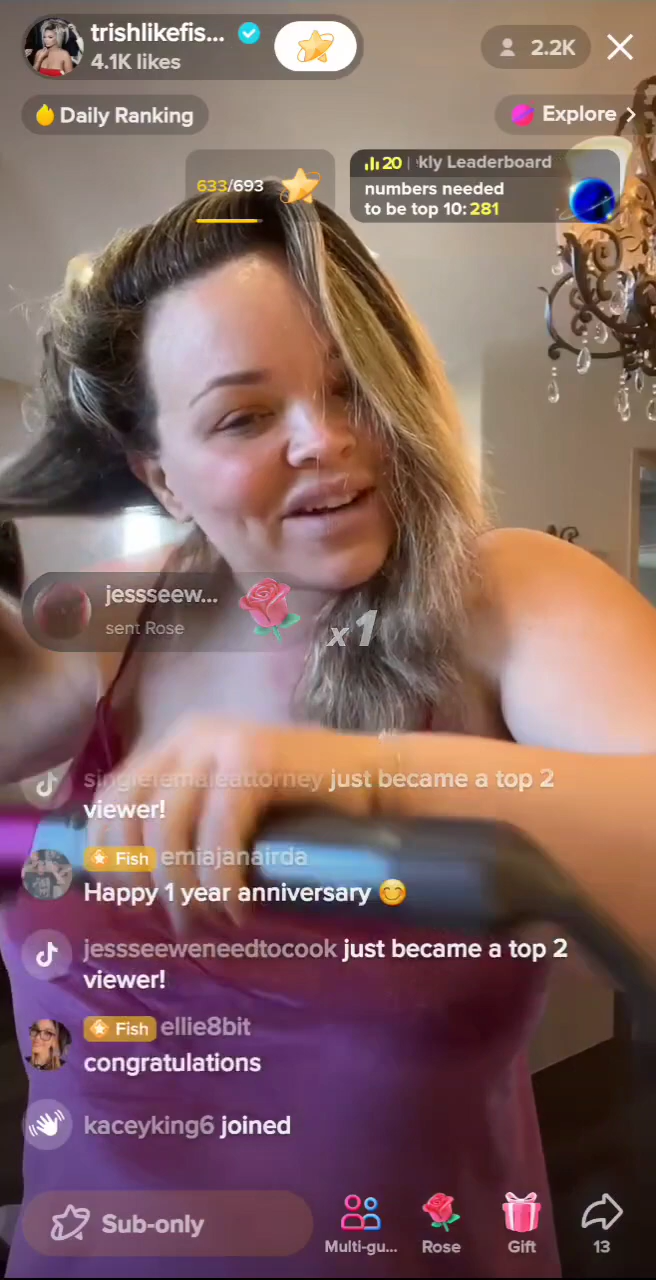 trishlikefis...
4.1K likes
2.2K
Daily Ranking
Explore
633/693
20 | kly Leaderboard
numbers needed
to be top 10: 281
jessseew...
sent Rose
x1
singlefemaleattorney just became a top 2
viewer!
Fish emiajanairda
Happy 1 year anniversary 😊
jessseeweneedtocook just became a top 2
viewer!
Fish ellie8bit
congratulations
kaceyking6 joined
Sub-only
Multi-gu...
Rose
Gift
13